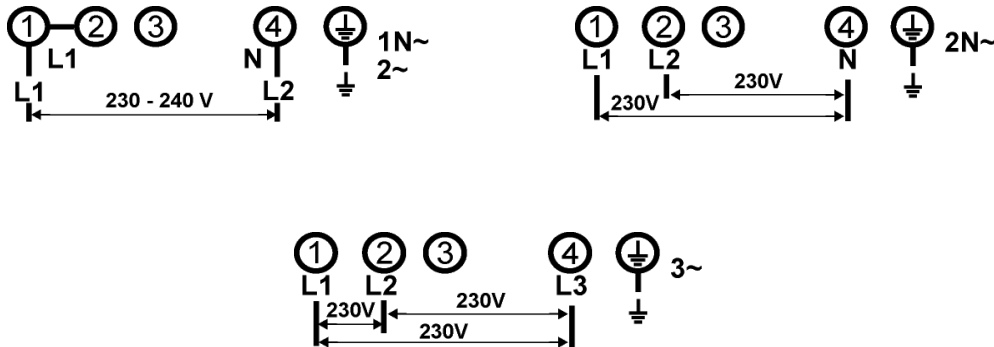 1 2 3 4 1N~
L1 N 2~
L1 L2
230 - 240 V
1 2 3 4 2N~
L1 L2 N
230V
230V
1 2 3 4 3~
L1 L2 L3
230V 230V
230V